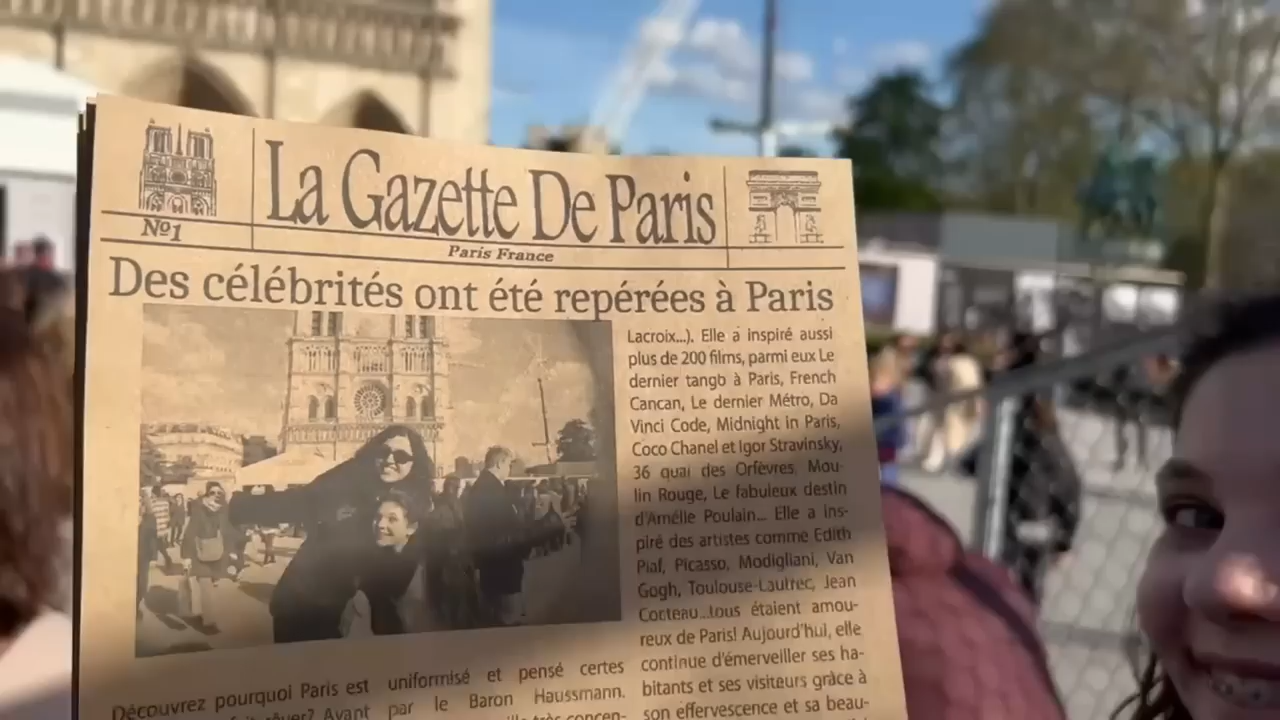 La Gazette De Paris
Nº1
Paris France
Des célébrités ont été repérées à Paris
Lacroix...). Elle a inspiré aussi
plus de 200 films, parmi eux Le
dernier tango à Paris, French
Cancan, Le dernier Métro, Da
Vinci Code, Midnight in Paris,
Coco Chanel et Igor Stravinsky,
36 quai des Orfèvres, Mou-
lin Rouge, Le fabuleux destin
d'Amélie Poulain... Elle a ins-
piré des artistes comme Edith
Piaf, Picasso, Modigliani, Van
Gogh, Toulouse-Lautrec, Jean
Cocteau...tous étaient amou-
reux de Paris! Aujourd'hui, elle
continue d'émerveiller ses ha-
bitants et ses visiteurs grâce à
son effervescence et sa beau-
Découvrez pourquoi Paris est
rêver? Avant
uniformisé et pensé certes
par le Baron Haussmann.
très concen-